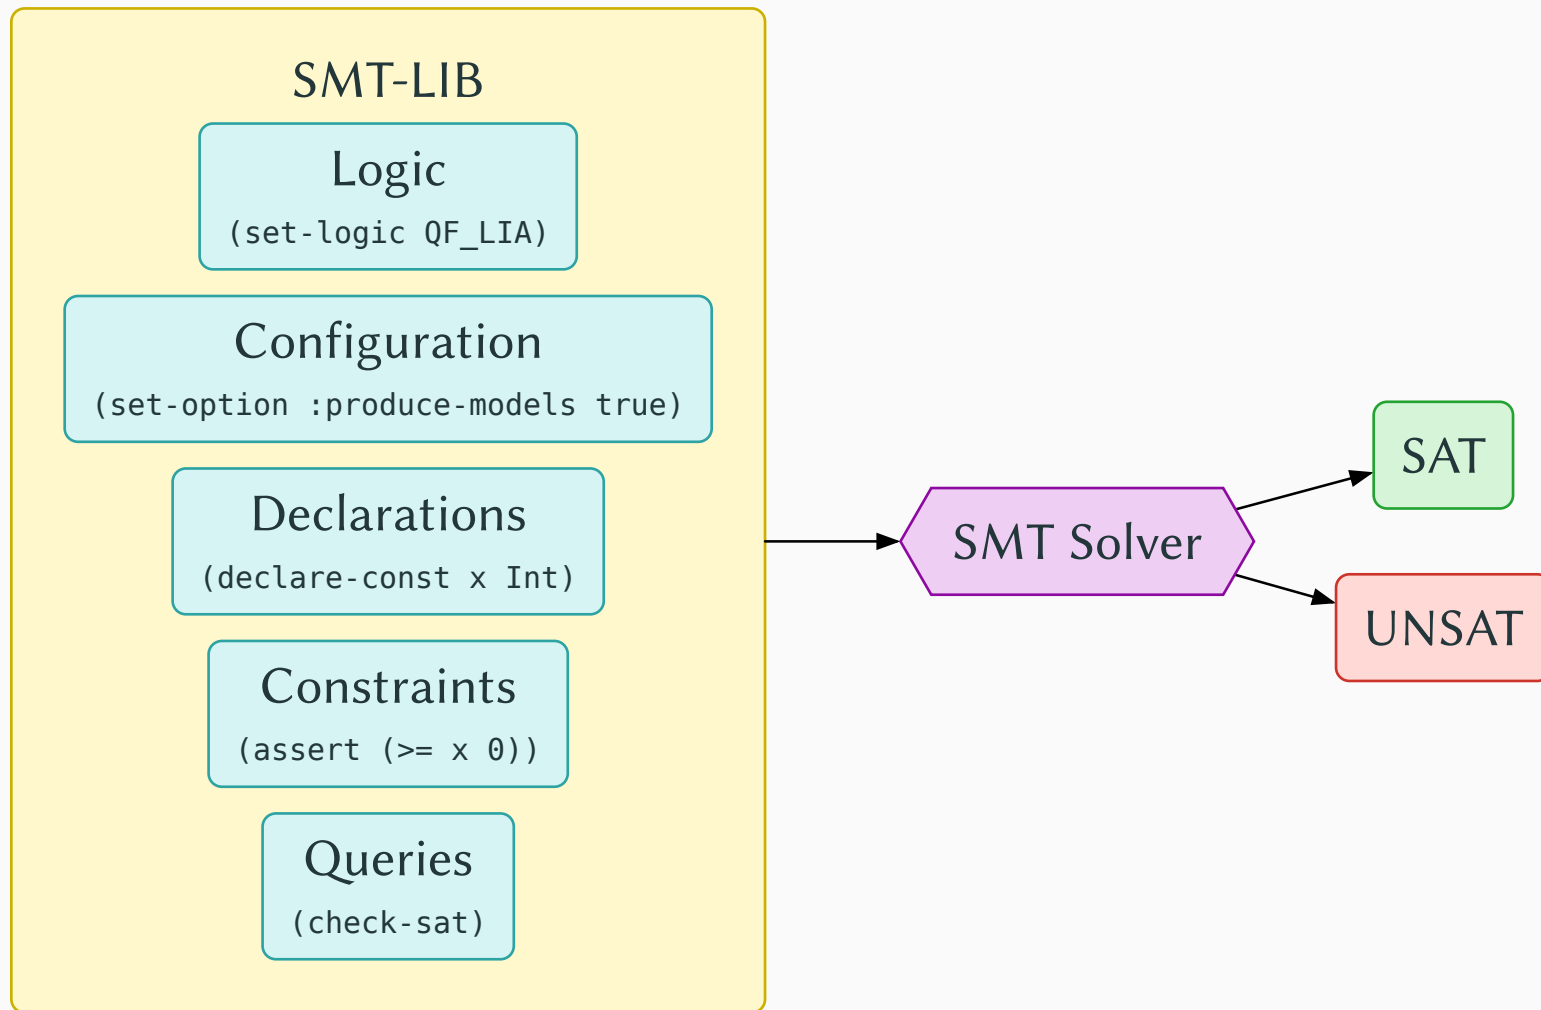 SMT-LIB
Logic
(set-logic QF_LIA)
Configuration
(set-option :produce-models true)
Declarations
(declare-const x Int)
Constraints
(assert (>= x 0))
Queries
(check-sat)
SMT Solver
SAT
UNSAT